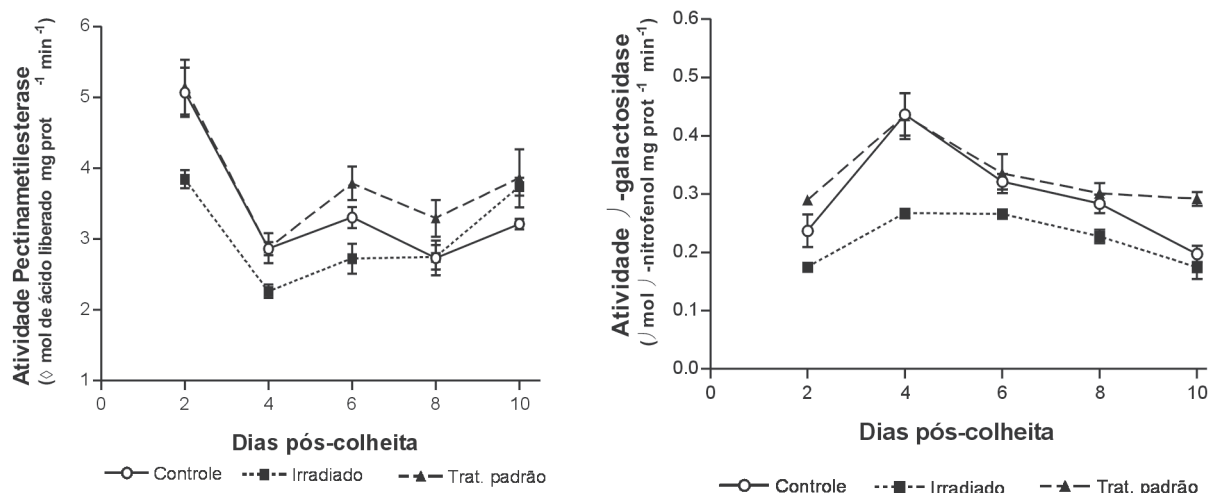 Atividade Pectinametilesterase
(◊ mol de ácido liberado mg prot -1 min-1)
6
5
4
3
2
1
0
2
4
6
8
10
Dias pós-colheita
Controle
Irradiado
Trat. padrão
Atividade ⌡-galactosidase
(⌡mol ⌡-nitrofenol mg prot -1 min-1)
0.6
0.5
0.4
0.3
0.2
0.1
0.0
0
2
4
6
8
10
Dias pós-colheita
Controle
Irradiado
Trat. padrão